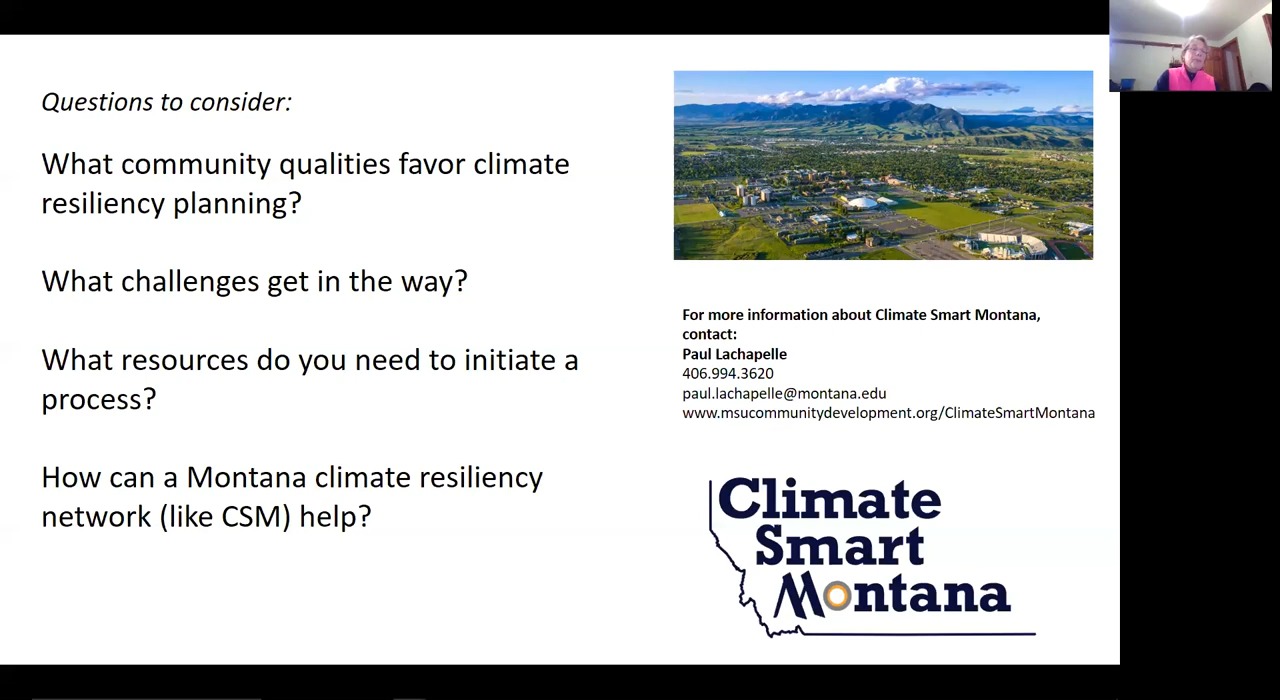 Questions to consider:
What community qualities favor climate
resiliency planning?
What challenges get in the way?
What resources do you need to initiate a
process?
How can a Montana climate resiliency
network (like CSM) help?
For more information about Climate Smart Montana,
contact:
Paul Lachapelle
406.994.3620
paul.lachapelle@montana.edu
www.msucommunitydevelopment.org/ClimateSmartMontana
Climate
Smart
Montana